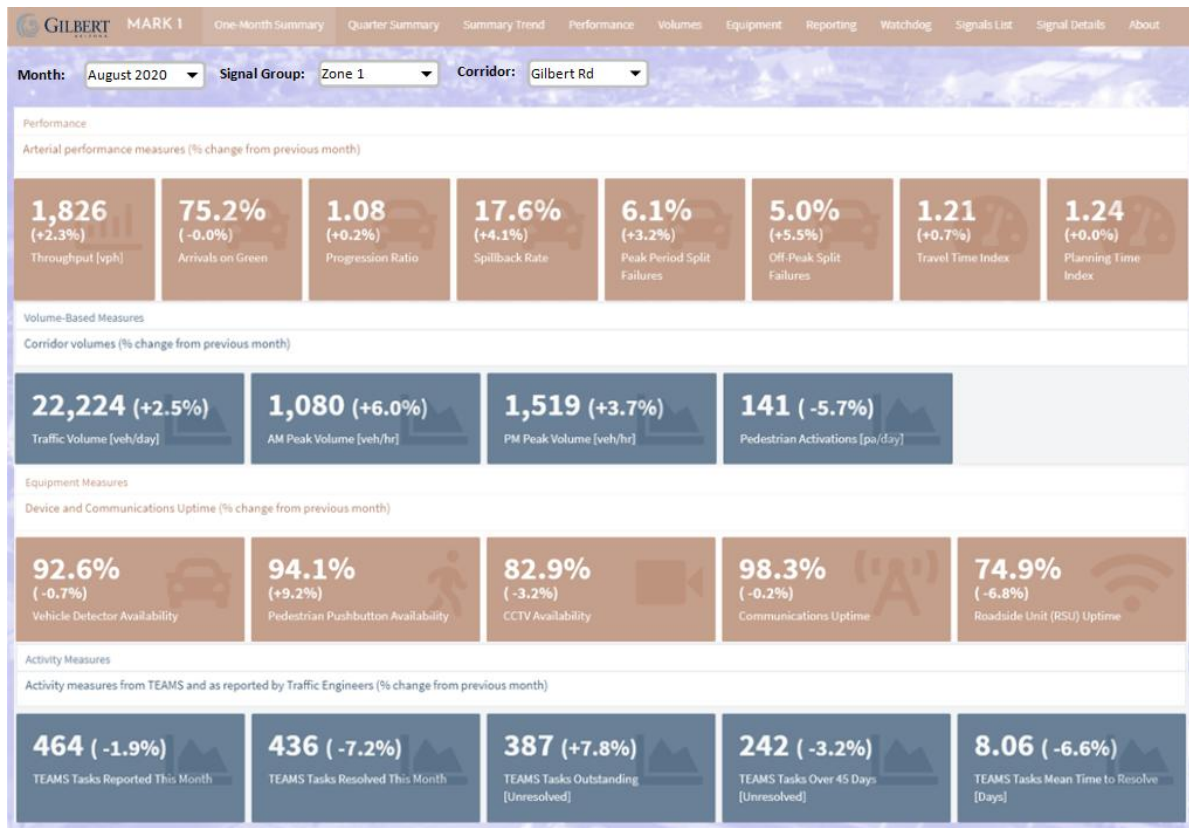 GILBERT
ARIZONA
MARK 1
One-Month Summary
Quarter Summary
Summary Trend
Performance
Volumes
Equipment
Reporting
Watchdog
Signals List
Signal Details
About
Month: August 2020
Signal Group: Zone 1
Corridor: Gilbert Rd
Performance
Arterial performance measures (% change from previous month)
1,826
(+2.3%)
Throughput [vph]
75.2%
( -0.0%)
Arrivals on Green
1.08
(+0.2%)
Progression Ratio
17.6%
(+4.1%)
Spillback Rate
6.1%
(+3.2%)
Peak Period Split
Failures
5.0%
(+5.5%)
Off-Peak Split
Failures
1.21
(+0.7%)
Travel Time Index
1.24
(+0.0%)
Planning Time
Index
Volume-Based Measures
Corridor volumes (% change from previous month)
22,224 (+2.5%)
Traffic Volume [veh/day]
1,080 (+6.0%)
AM Peak Volume [veh/hr]
1,519 (+3.7%)
PM Peak Volume [veh/hr]
141 ( -5.7%)
Pedestrian Activations [pa/day]
Equipment Measures
Device and Communications Uptime (% change from previous month)
92.6%
( -0.7%)
Vehicle Detector Availability
94.1%
(+9.2%)
Pedestrian Pushbutton Availability
82.9%
( -3.2%)
CCTV Availability
98.3%
( -0.2%)
Communications Uptime
74.9%
( -6.8%)
Roadside Unit (RSU) Uptime
Activity Measures
Activity measures from TEAMS and as reported by Traffic Engineers (% change from previous month)
464 ( -1.9%)
TEAMS Tasks Reported This Month
436 ( -7.2%)
TEAMS Tasks Resolved This Month
387 (+7.8%)
TEAMS Tasks Outstanding
[Unresolved]
242 ( -3.2%)
TEAMS Tasks Over 45 Days
[Unresolved]
8.06 ( -6.6%)
TEAMS Tasks Mean Time to Resolve
[Days]